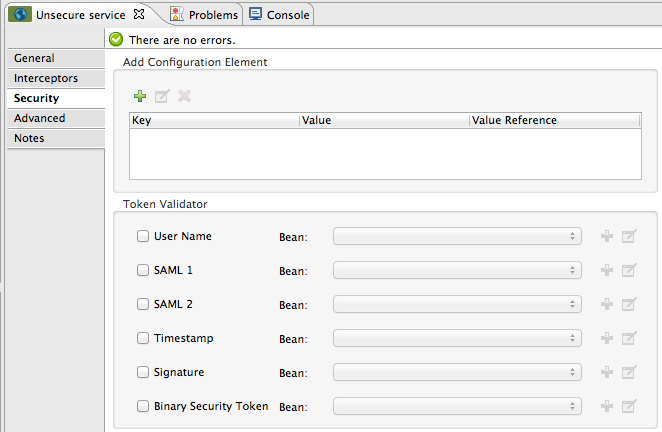 Unsecure service Problems Console
There are no errors.
General
Interceptors
Security
Advanced
Notes
Add Configuration Element
Key Value Value Reference
Token Validator
User Name Bean:
SAML 1 Bean:
SAML 2 Bean:
Timestamp Bean:
Signature Bean:
Binary Security Token Bean: